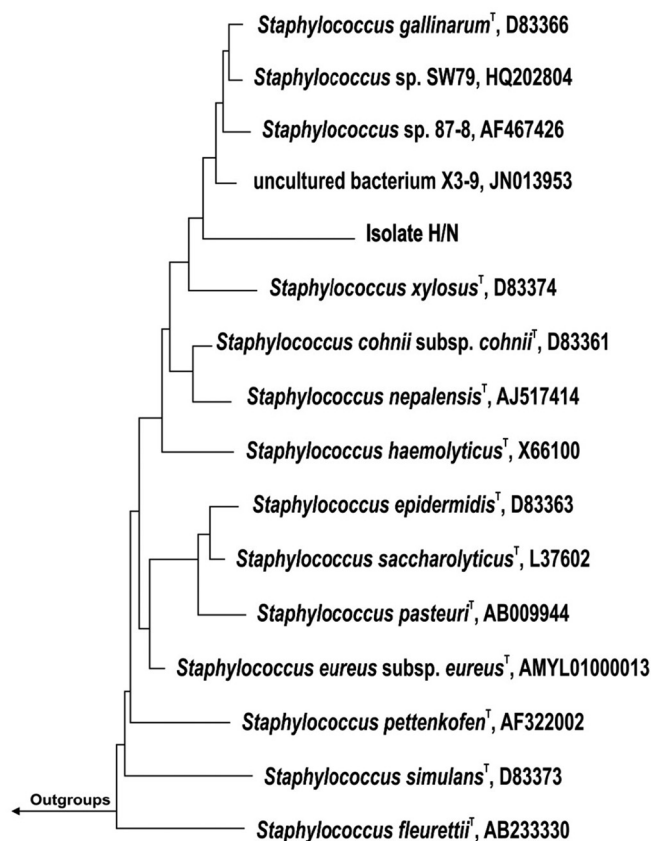 Staphylococcus gallinarumᵀ, D83366
Staphylococcus sp. SW79, HQ202804
Staphylococcus sp. 87-8, AF467426
uncultured bacterium X3-9, JN013953
Isolate H/N
Staphylococcus xylosusᵀ, D83374
Staphylococcus cohnii subsp. cohniiᵀ, D83361
Staphylococcus nepalensisᵀ, AJ517414
Staphylococcus haemolyticusᵀ, X66100
Staphylococcus epidermidisᵀ, D83363
Staphylococcus saccharolyticusᵀ, L37602
Staphylococcus pasteuriᵀ, AB009944
Staphylococcus eureus subsp. eureusᵀ, AMYL01000013
Staphylococcus pettenkofenᵀ, AF322002
Staphylococcus simulansᵀ, D83373
Outgroups
Staphylococcus fleurettiiᵀ, AB233330